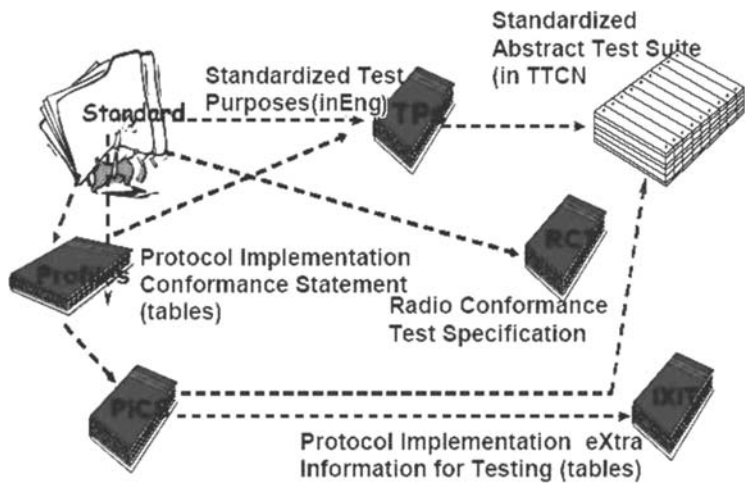 Standardized
Abstract Test Suite
(in TTCN
Standardized Test
Purposes(inEng)
Standard
TPs
RCT
Profiles
Protocol Implementation
Conformance Statement
(tables)
Radio Conformance
Test Specification
PICS
IXIT
Protocol Implementation eXtra
Information for Testing (tables)